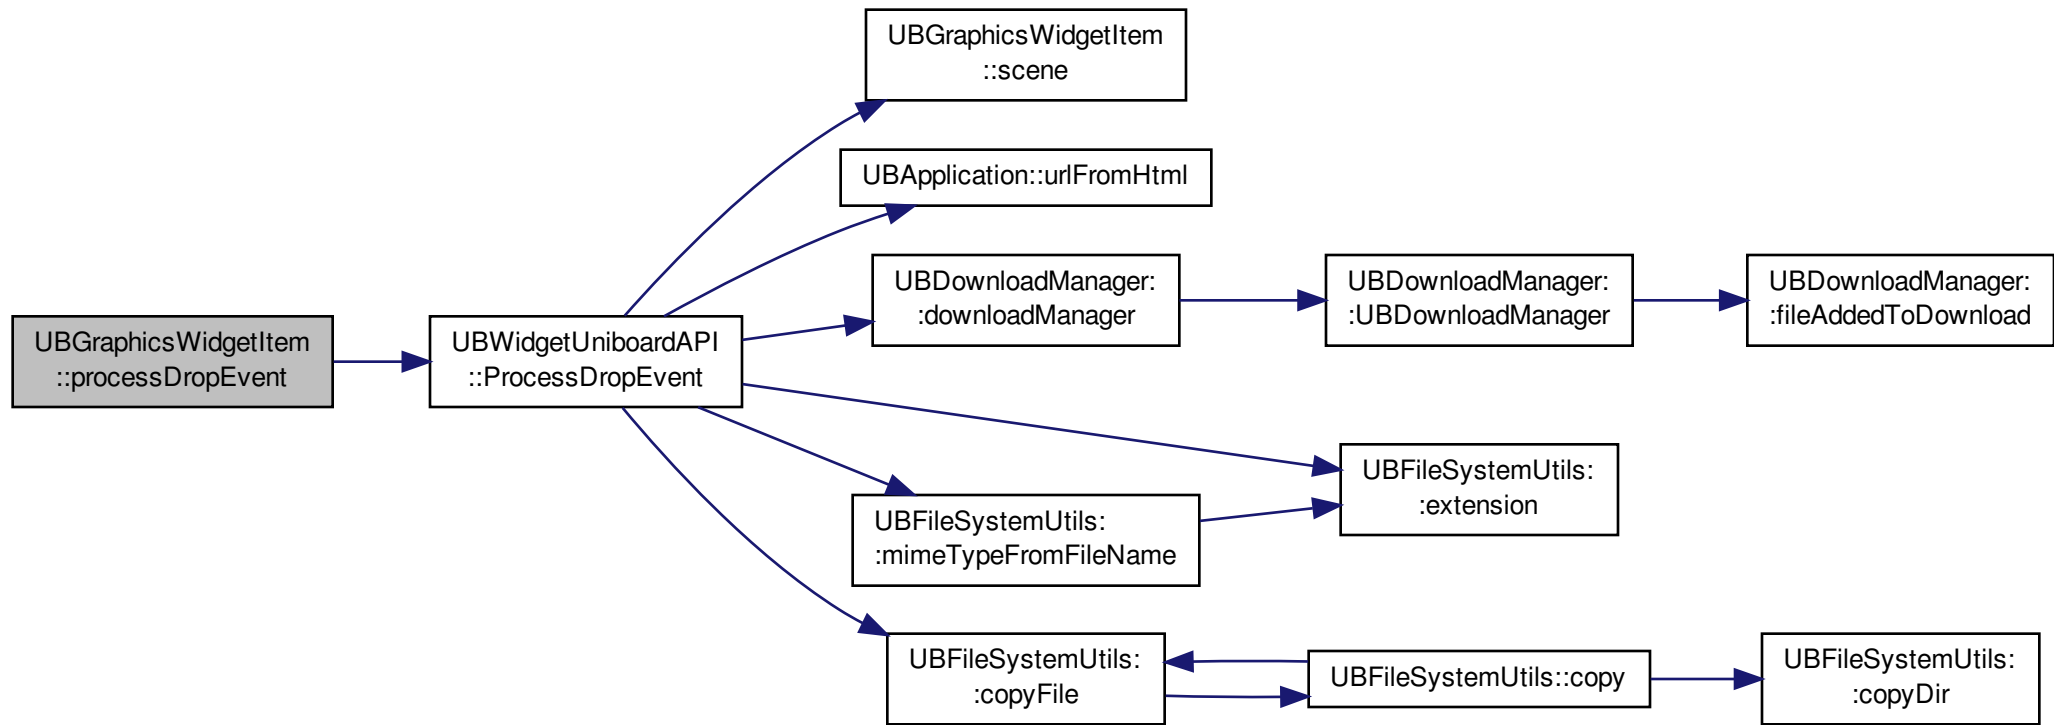 UBGraphicsWidgetItem
::processDropEvent
UBWidgetUniboardAPI
::ProcessDropEvent
UBGraphicsWidgetItem
::scene
UBApplication::urlFromHtml
UBDownloadManager:
:downloadManager
UBDownloadManager:
:UBDownloadManager
UBDownloadManager:
:fileAddedToDownload
UBFileSystemUtils:
:extension
UBFileSystemUtils:
:mimeTypeFromFileName
UBFileSystemUtils:
:copyFile
UBFileSystemUtils::copy
UBFileSystemUtils:
:copyDir